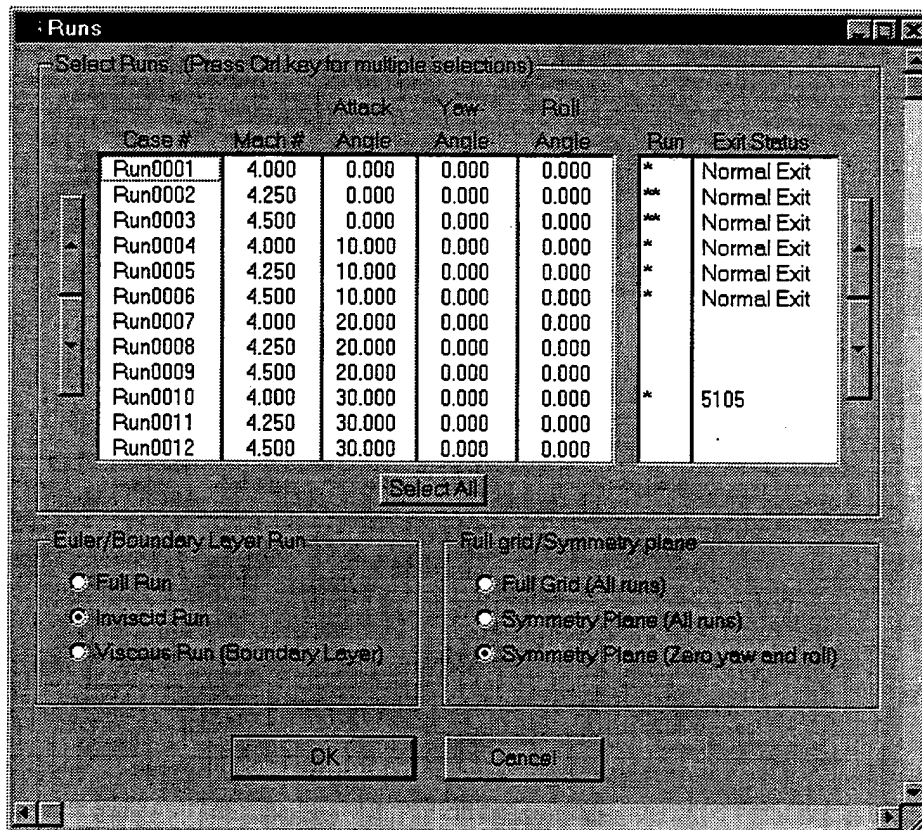 Runs
Select Runs. (Press Ctrl key for multiple selections)
Attack Yaw Roll
Case # Mach # Angle Angle Angle Run Exit Status
Run0001 4.000 0.000 0.000 0.000 * Normal Exit
Run0002 4.250 0.000 0.000 0.000 ** Normal Exit
Run0003 4.500 0.000 0.000 0.000 ** Normal Exit
Run0004 4.000 10.000 0.000 0.000 * Normal Exit
Run0005 4.250 10.000 0.000 0.000 * Normal Exit
Run0006 4.500 10.000 0.000 0.000 * Normal Exit
Run0007 4.000 20.000 0.000 0.000
Run0008 4.250 20.000 0.000 0.000
Run0009 4.500 20.000 0.000 0.000
Run0010 4.000 30.000 0.000 0.000 * 5105
Run0011 4.250 30.000 0.000 0.000
Run0012 4.500 30.000 0.000 0.000
Select All
Euler/Boundary Layer Run
Full Run
Inviscid Run
Viscous Run (Boundary Layer)
Full grid/Symmetry plane
Full Grid (All runs)
Symmetry Plane (All runs)
Symmetry Plane (Zero yaw and roll)
OK Cancel